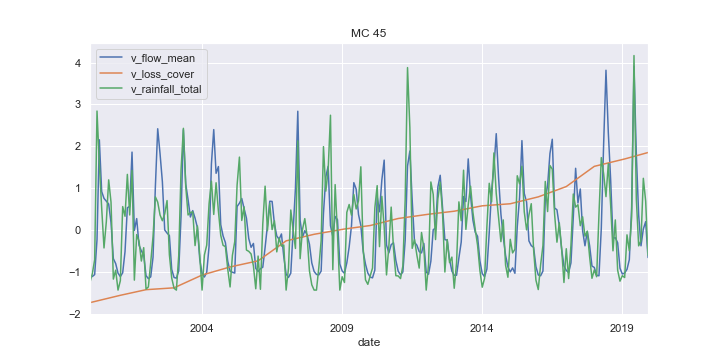 MC 45
v_flow_mean
v_loss_cover
v_rainfall_total
4
3
2
1
0
−1
−2
2004 2009 2014 2019
date